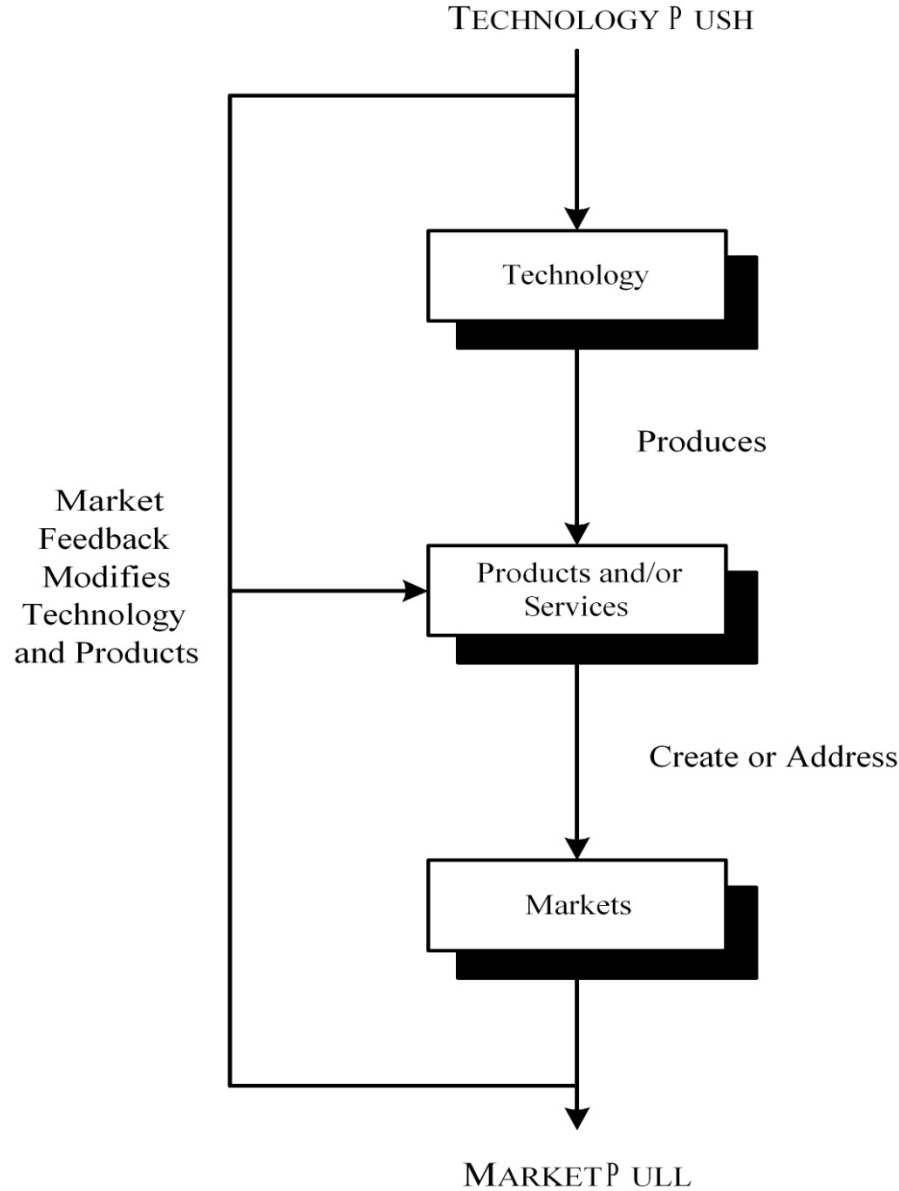 TECHNOLOGY P USH
Technology
Produces
Market
Feedback
Modifies
Technology
and Products
Products and/or
Services
Create or Address
Markets
MARKET P ULL